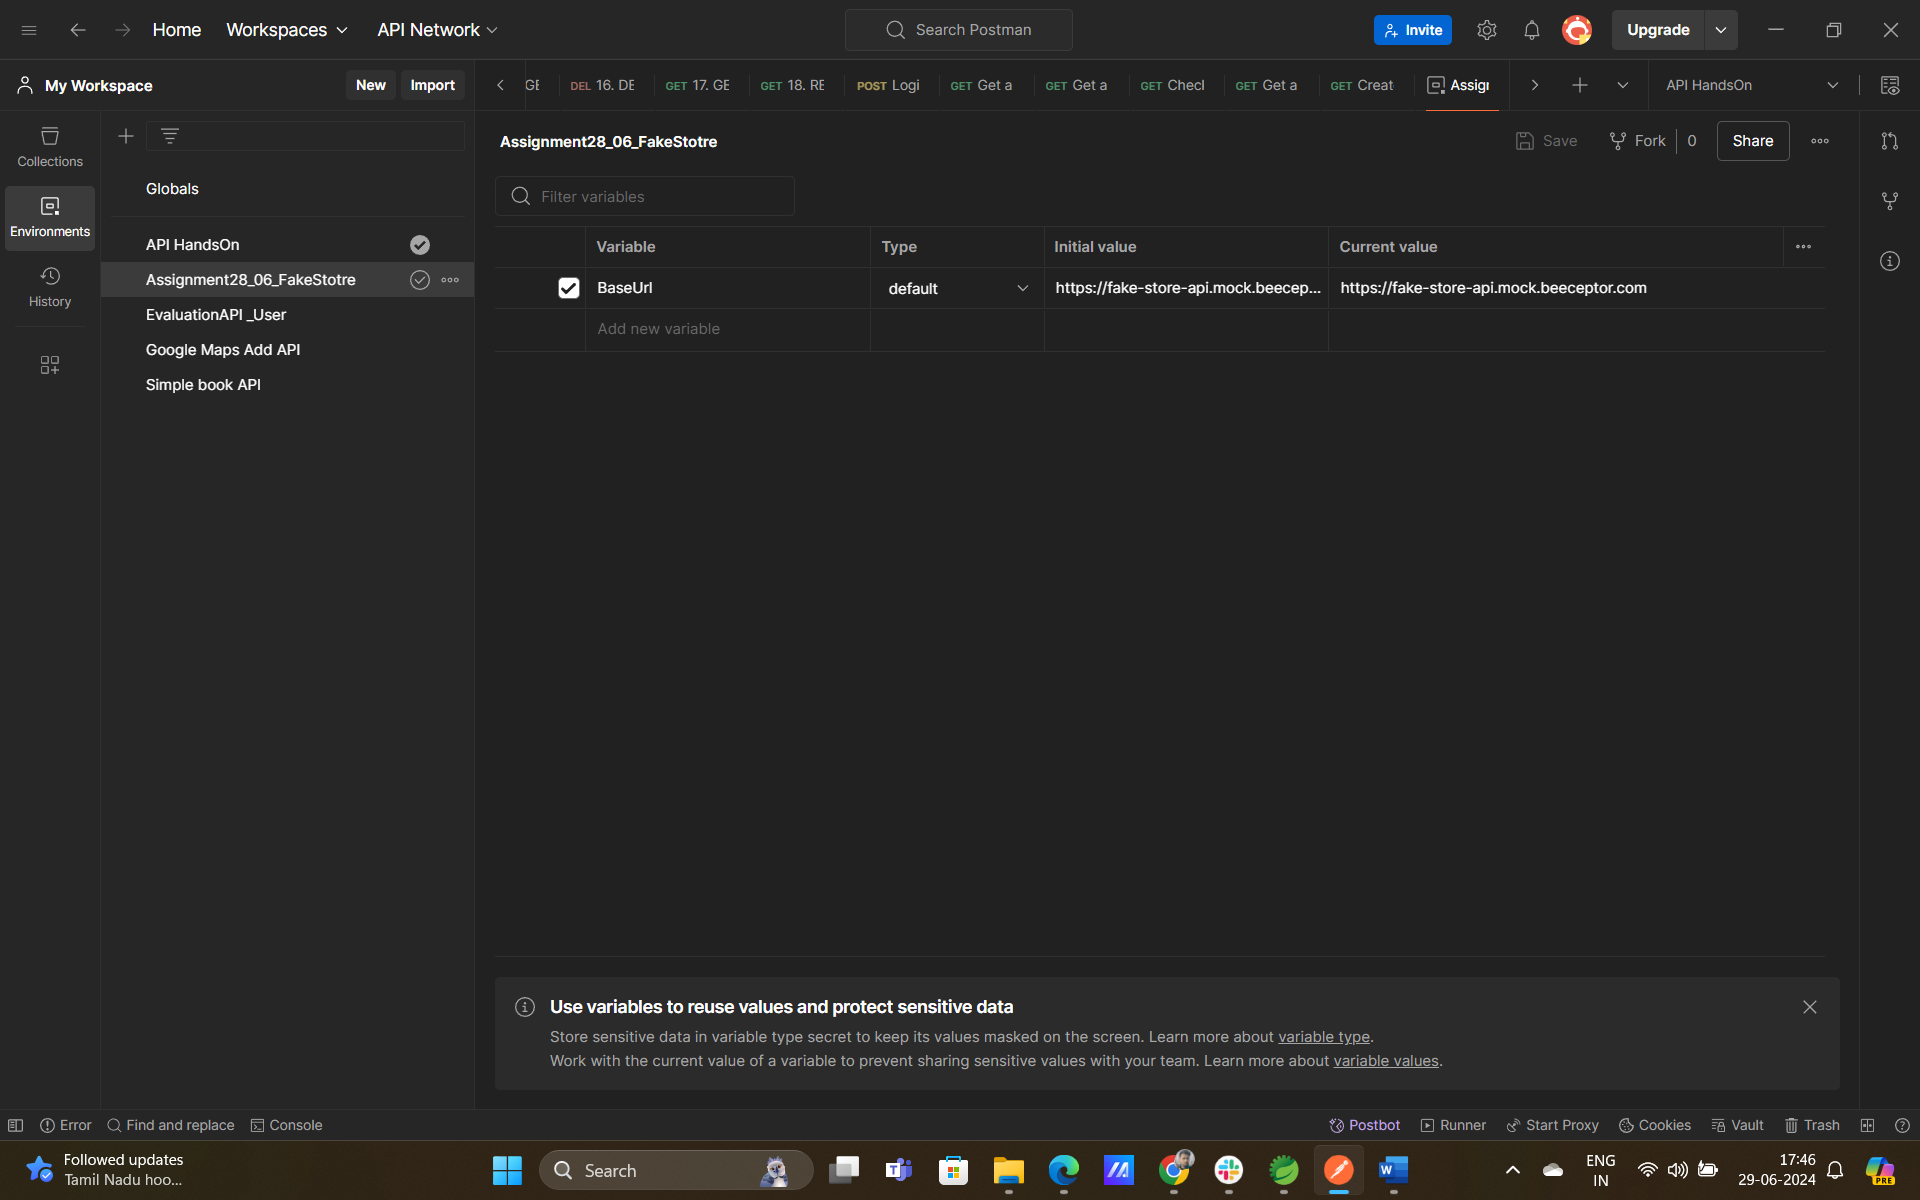 Home
Workspaces
API Network
Search Postman
Invite
Upgrade
My Workspace
New
Import
GE
DEL 16. DE
GET 17. GE
GET 18. RE
POST Logi
GET Get a
GET Get a
GET Checl
GET Get a
GET Creat
Assign
API HandsOn
Collections
Environments
History
Globals
API HandsOn
Assignment28_06_FakeStotre
EvaluationAPI _User
Google Maps Add API
Simple book API
Assignment28_06_FakeStotre
Save
Fork
0
Share
Filter variables
Variable
Type
Initial value
Current value
BaseUrl
default
https://fake-store-api.mock.beecep...
https://fake-store-api.mock.beeceptor.com
Add new variable
Use variables to reuse values and protect sensitive data
Store sensitive data in variable type secret to keep its values masked on the screen. Learn more about variable type.
Work with the current value of a variable to prevent sharing sensitive values with your team. Learn more about variable values.
Error
Find and replace
Console
Postbot
Runner
Start Proxy
Cookies
Vault
Trash
Followed updates
Tamil Nadu hoo...
Search
PRE
ENG
IN
17:46
29-06-2024